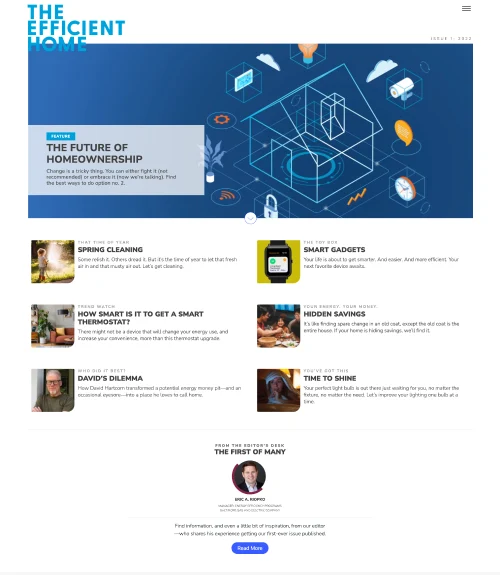 THE
EFFICIENT
HOME
ISSUE 1, 2022
FEATURE
THE FUTURE OF
HOMEOWNERSHIP
Change is a tricky thing. You can either fight it (not
recommended) or embrace it (now we're talking). Find
the best ways to do option no. 2.
THAT TIME OF YEAR
SPRING CLEANING
Some relish it. Others dread it. But it's the time of year to let that fresh
air in and that musty air out. Let's get cleaning.
THE TOY BOX
SMART GADGETS
Your life is about to get smarter. And easier. And more efficient. Your
next favorite device awaits.
TREND WATCH
HOW SMART IS IT TO GET A SMART
THERMOSTAT?
There might not be a device that will change your energy use, and
increase your convenience, more than this thermostat upgrade.
YOUR ENERGY. YOUR MONEY.
HIDDEN SAVINGS
It's like finding spare change in an old coat, except the old coat is the
entire house. If your home is hiding savings, we'll find it.
WHO DID IT BEST?
DAVID'S DILEMMA
How David Hartsorn transformed a potential energy money pit—and an
occasional eyesore—into a place he loves to call home.
YOU'VE GOT THIS
TIME TO SHINE
Your perfect light bulb is out there just waiting for you, no matter the
fixture, no matter the need. Let's improve your lighting one bulb at a
time.
FROM THE EDITOR'S DESK
THE FIRST OF MANY
ERIC A.
MANAGER, ENERGY EFFICIENCY PROGRAMS
Find information, and even a little bit of inspiration, from our editor
—who shares his experience getting our first-ever issue published.
Read More